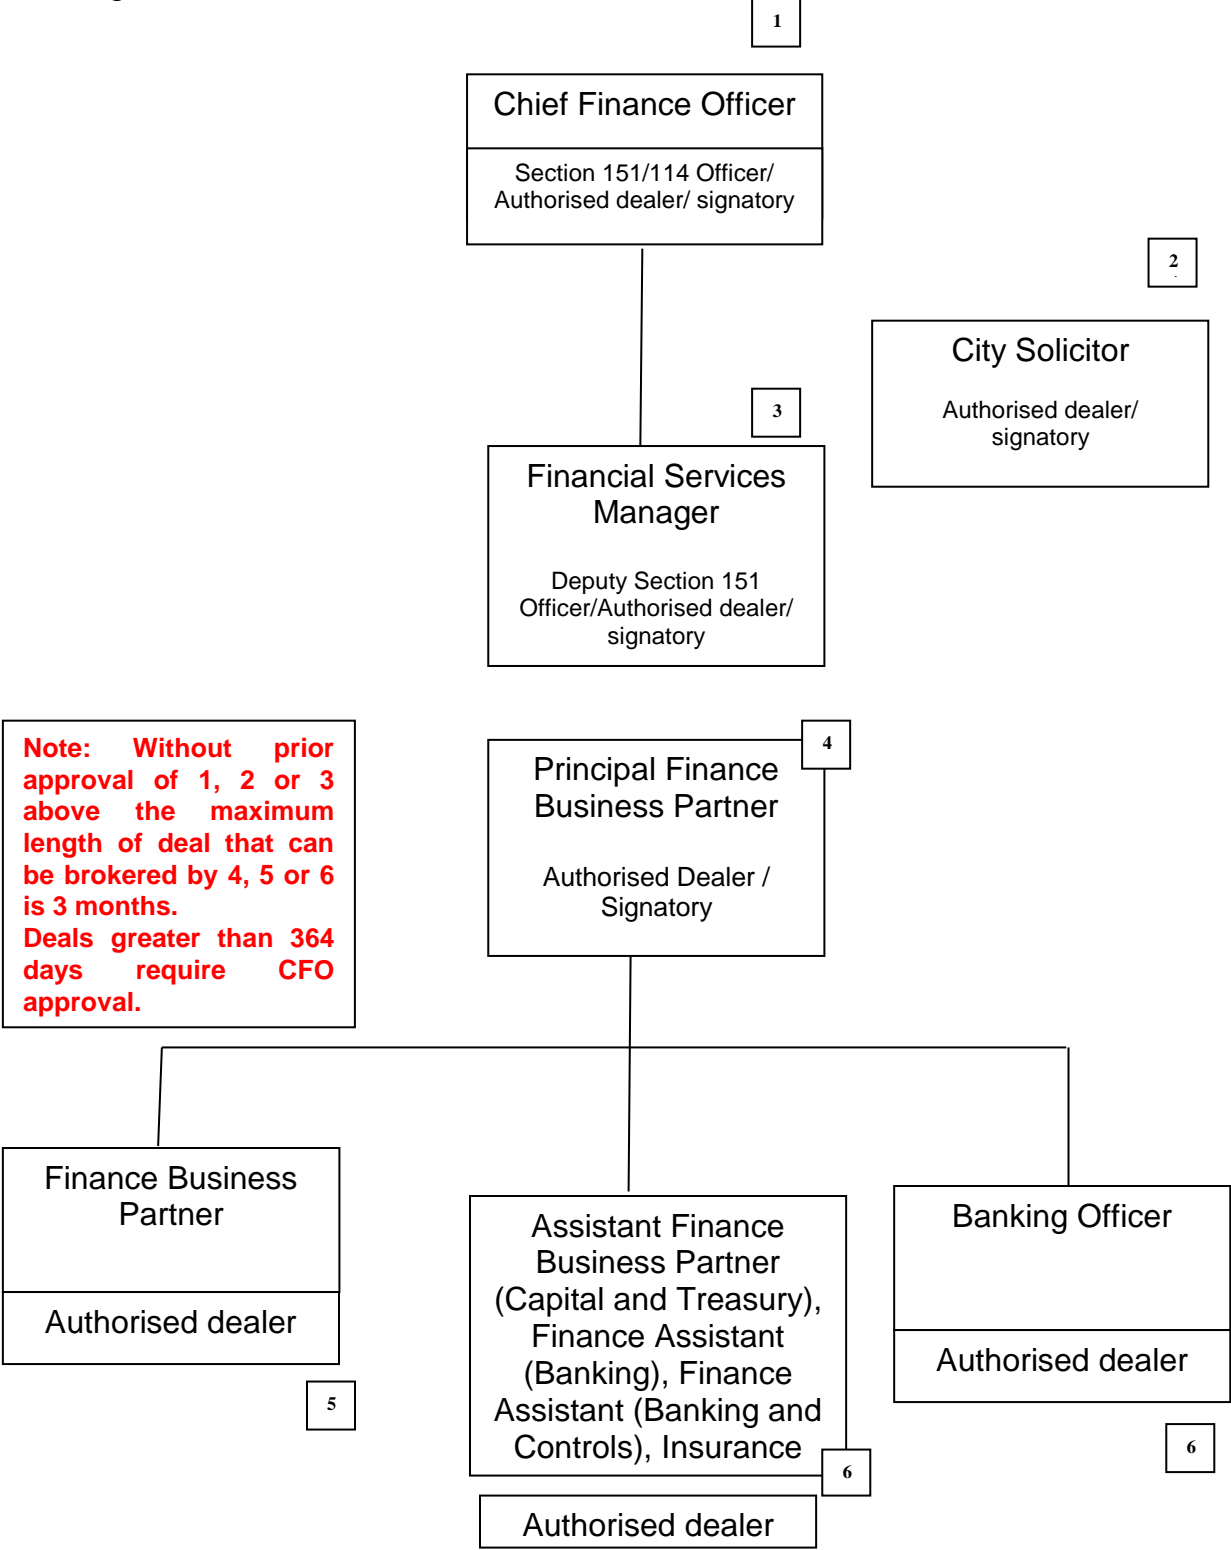 1
Chief Finance Officer
Section 151/114 Officer/
Authorised dealer/ signatory
2
City Solicitor
Authorised dealer/
signatory
3
Financial Services
Manager
Deputy Section 151
Officer/Authorised dealer/
signatory
Note: Without prior
approval of 1, 2 or 3
above the maximum
length of deal that can
be brokered by 4, 5 or 6
is 3 months.
Deals greater than 364
days require CFO
approval.
4
Principal Finance
Business Partner
Authorised Dealer /
Signatory
Finance Business
Partner
Authorised dealer
5
Assistant Finance
Business Partner
(Capital and Treasury),
Finance Assistant
(Banking), Finance
Assistant (Banking and
Controls), Insurance
6
Authorised dealer
Banking Officer
Authorised dealer
6